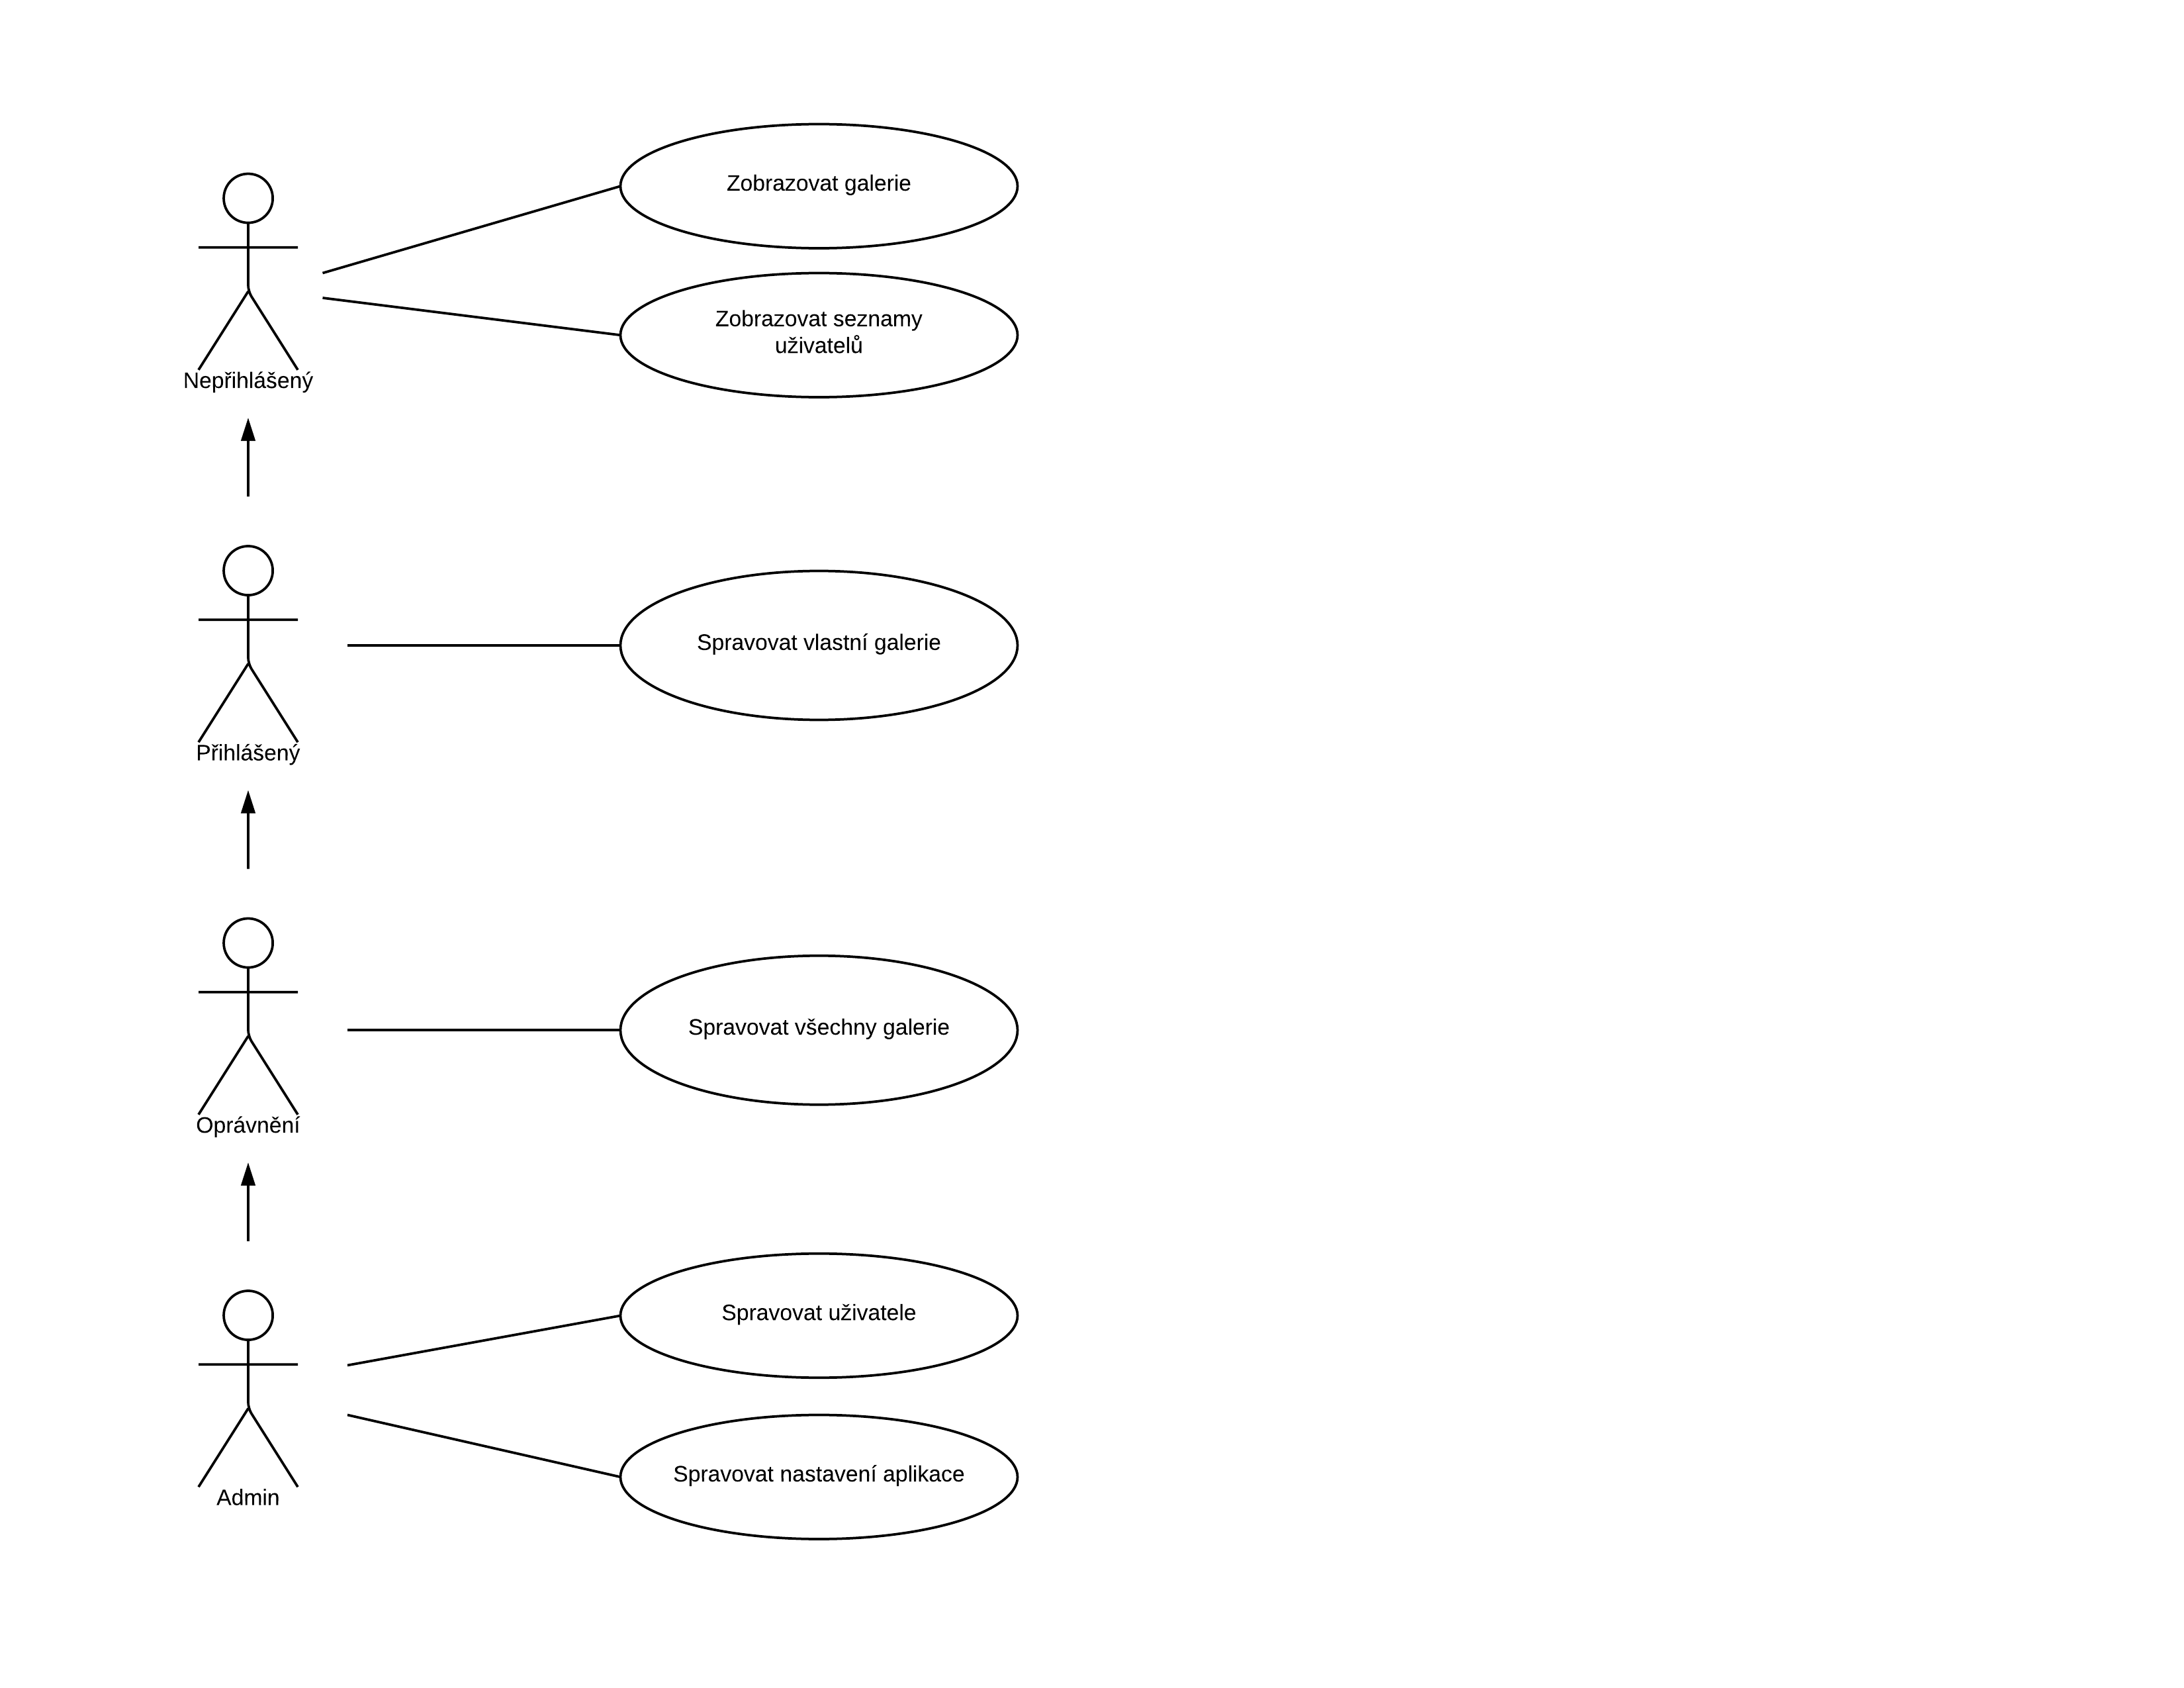 Zobrazovat galerie
Zobrazovat seznamy
uživatelů
Nepřihlášený
Spravovat vlastní galerie
Přihlášený
Spravovat všechny galerie
Oprávnění
Spravovat uživatele
Spravovat nastavení aplikace
Admin